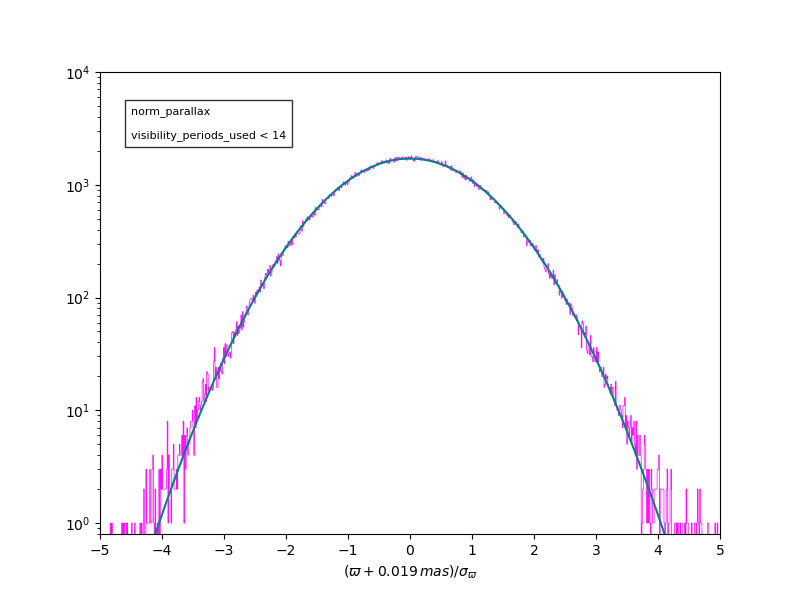 10⁴
norm_parallax
visibility_periods_used < 14
10³
10²
10¹
10⁰
−5 −4 −3 −2 −1 0 1 2 3 4 5
(ϖ + 0.019 mas)/σ_ϖ